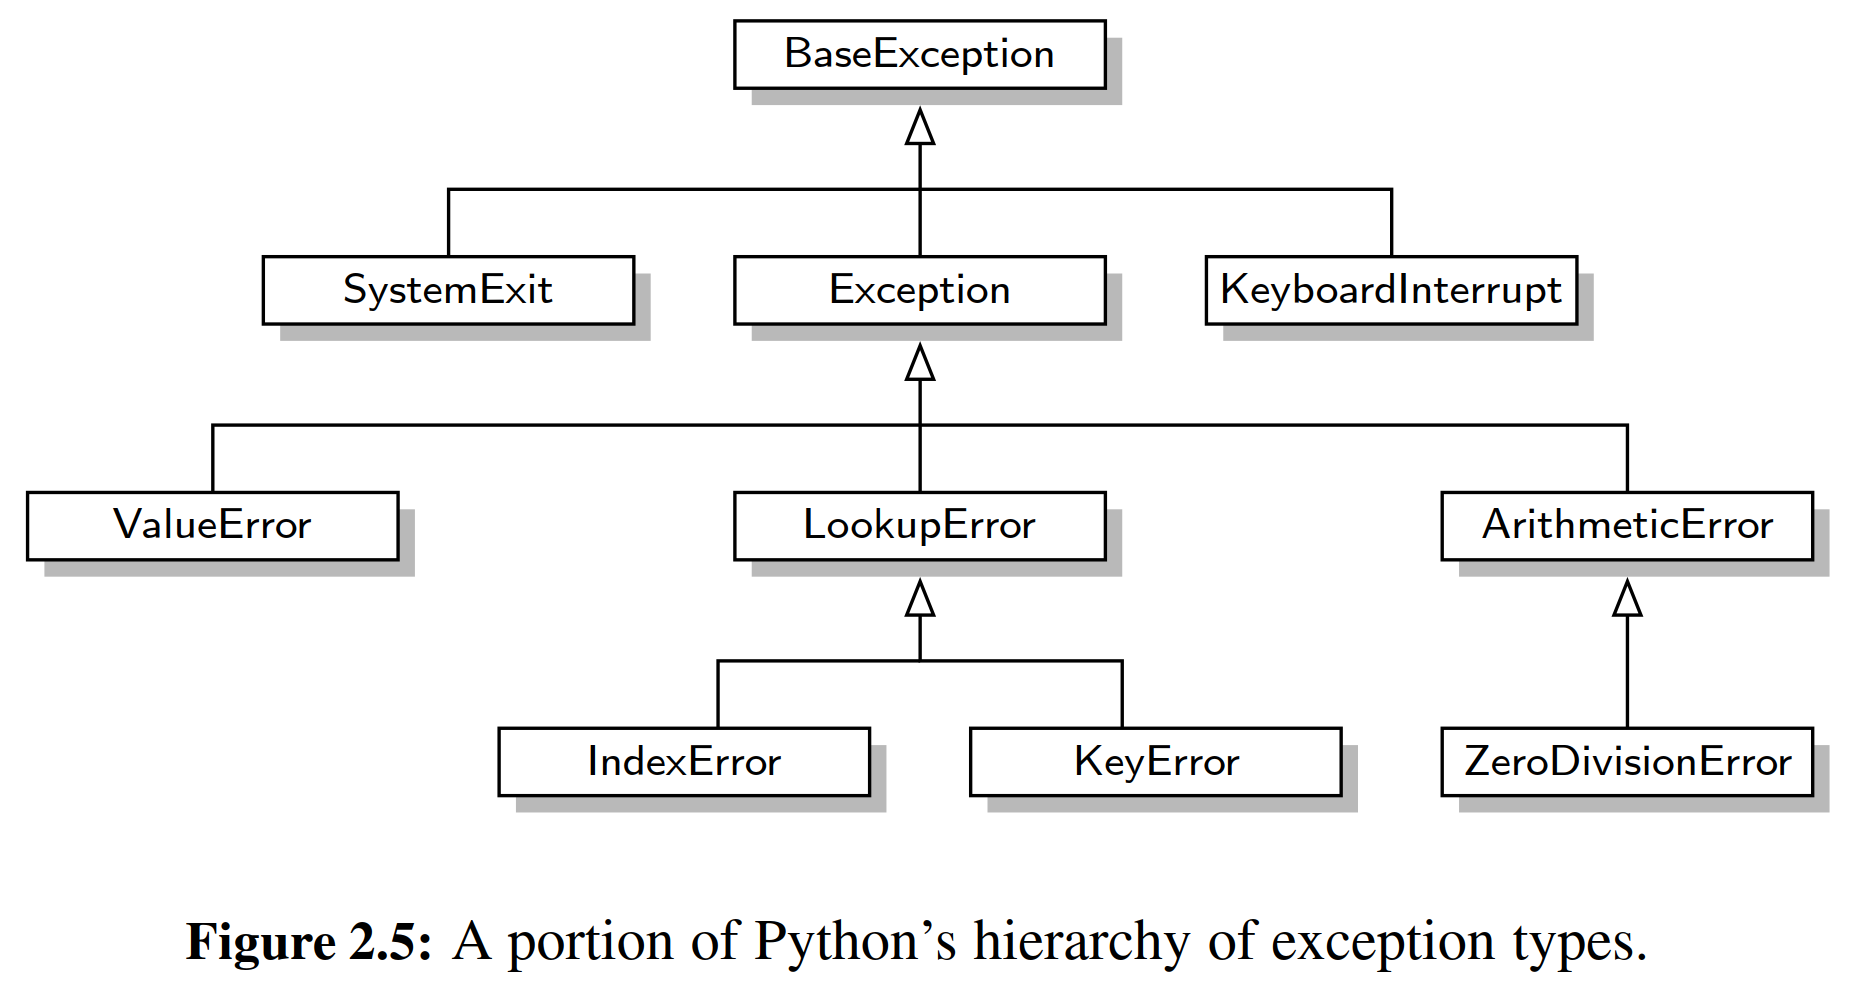 BaseException
SystemExit
Exception
KeyboardInterrupt
ValueError
LookupError
ArithmeticError
IndexError
KeyError
ZeroDivisionError
Figure 2.5: A portion of Python’s hierarchy of exception types.